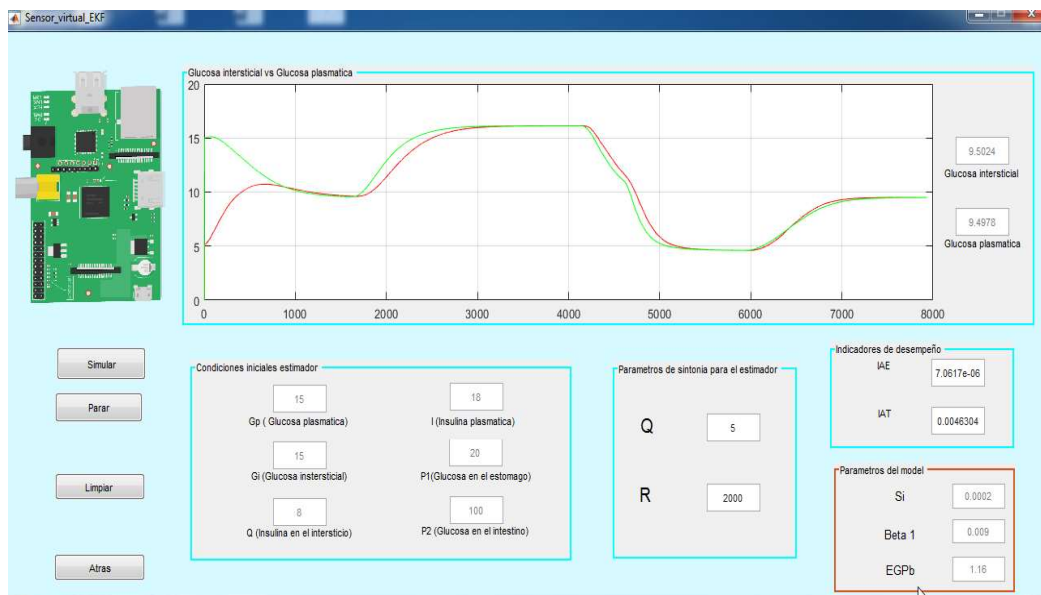 Sensor_virtual_EKF
Glucosa intersticial vs Glucosa plasmatica
20
15
10
5
0
0 1000 2000 3000 4000 5000 6000 7000 8000
9.5024
Glucosa intersticial
9.4978
Glucosa plasmatica
Simular
Parar
Limpiar
Atras
Condiciones iniciales estimador
15
Gp ( Glucosa plasmatica)
18
I (Insulina plasmatica)
15
Gi (Glucosa instersticial)
20
P1(Glucosa en el estomago)
8
Q (Insulina en el intersticio)
100
P2 (Glucosa en el intestino)
Parametros de sintonia para el estimador
Q 5
R 2000
Indicadores de desempeño
IAE 7.0617e-06
IAT 0.0046304
Parametros del model
Si 0.0002
Beta 1 0.009
EGPb 1.16